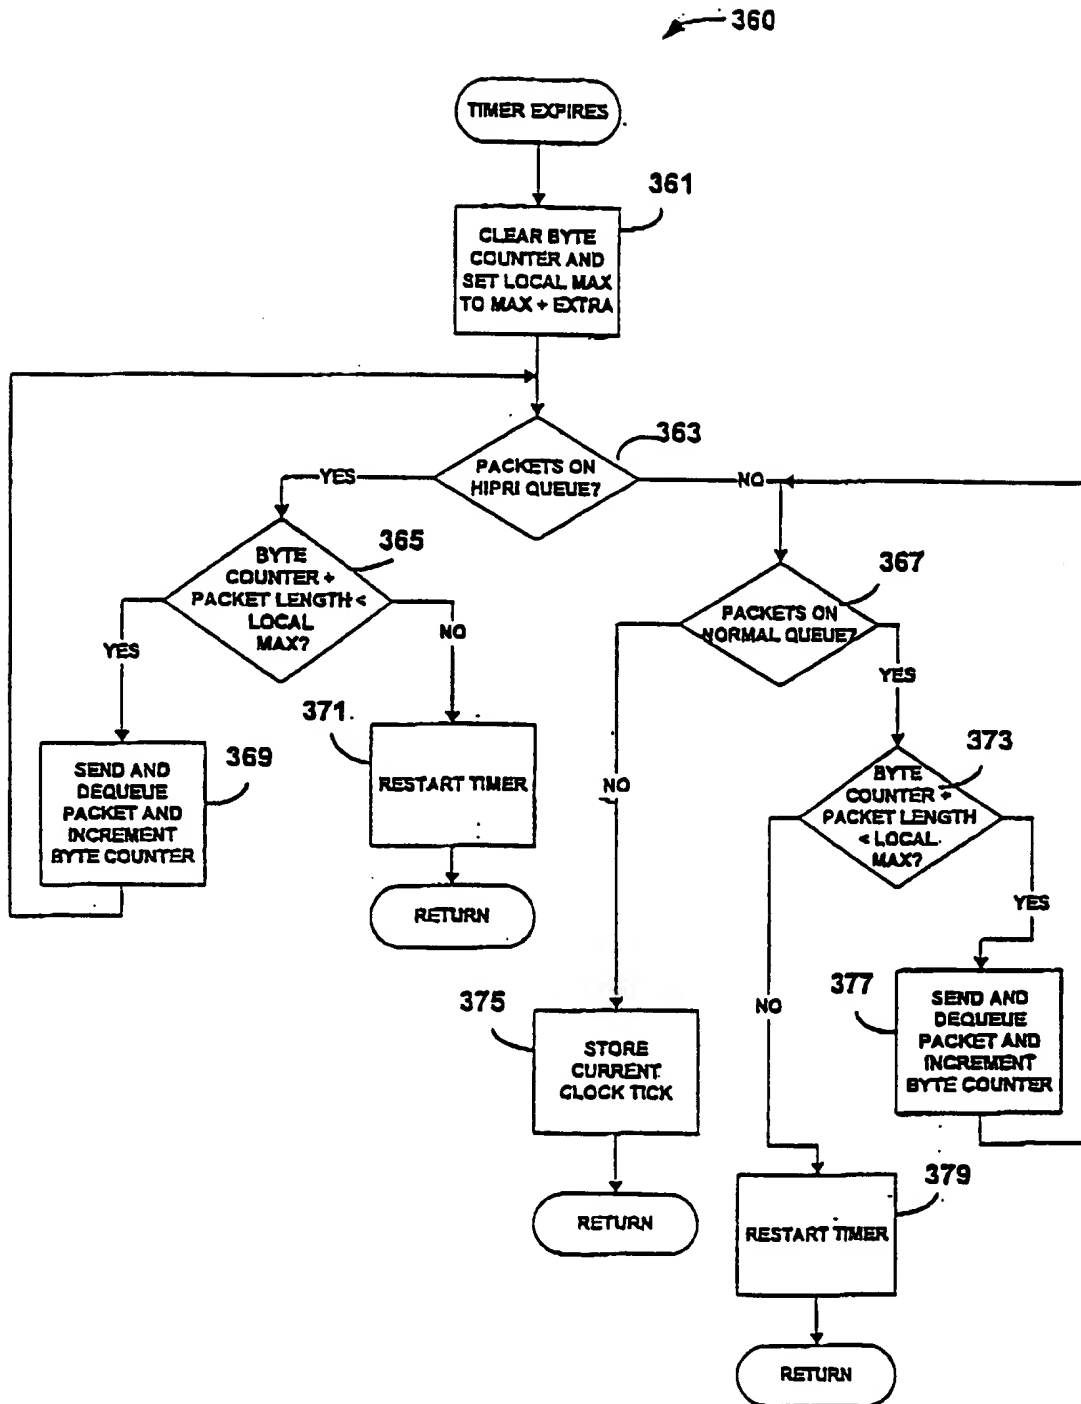 360
TIMER EXPIRES
361
CLEAR BYTE
COUNTER AND
SET LOCAL MAX
TO MAX + EXTRA
363
PACKETS ON
HIPRI QUEUE?
YES
NO
365
BYTE
COUNTER +
PACKET LENGTH <
LOCAL
MAX?
367
PACKETS ON
NORMAL QUEUE?
YES
NO
NO
YES
371
RESTART TIMER
RETURN
369
SEND AND
DEQUEUE
PACKET AND
INCREMENT
BYTE COUNTER
373
BYTE
COUNTER +
PACKET LENGTH
< LOCAL
MAX?
NO
YES
375
STORE
CURRENT
CLOCK TICK
RETURN
377
SEND AND
DEQUEUE
PACKET AND
INCREMENT
BYTE COUNTER
379
RESTART TIMER
RETURN